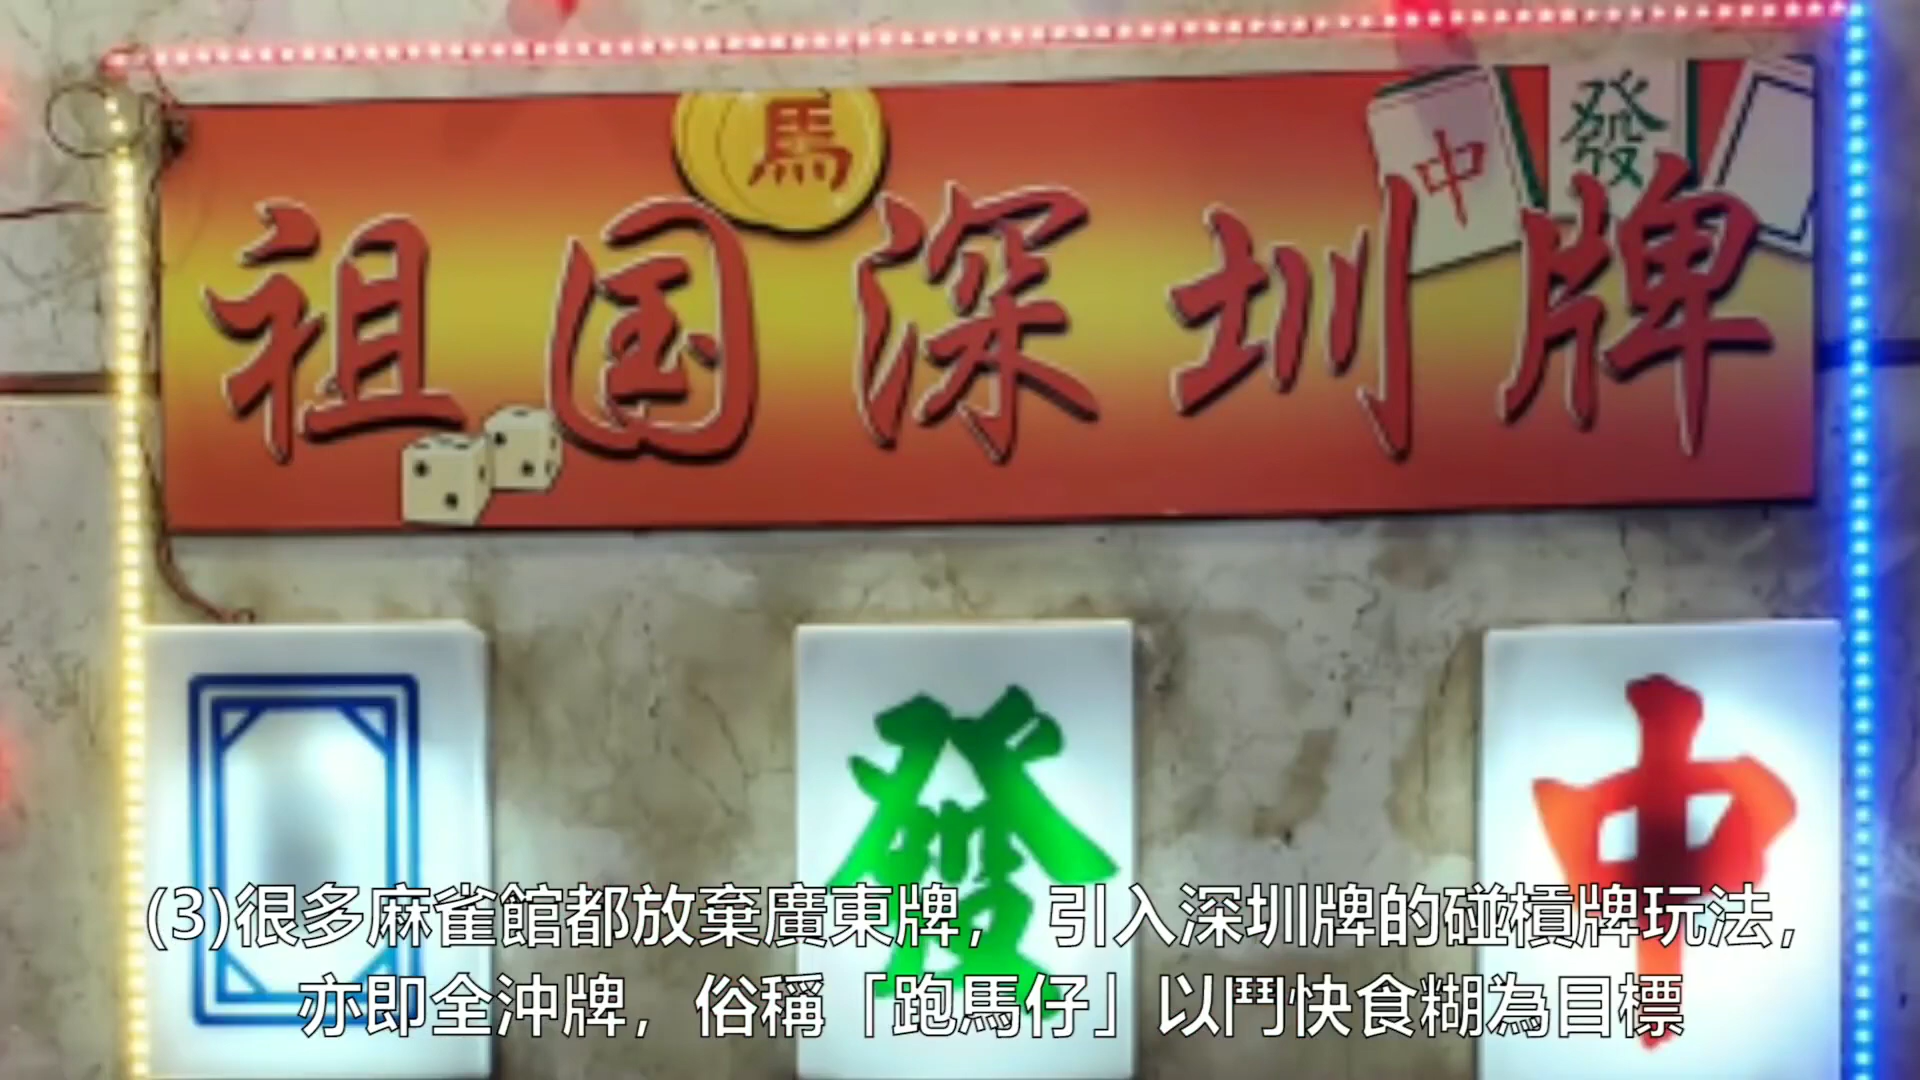 馬
中
發
祖国深圳牌
發
中
(3)很多麻雀館都放棄廣東牌, 引入深圳牌的碰槓牌玩法,
亦即全沖牌, 俗稱「跑馬仔」以鬥快食糊為目標